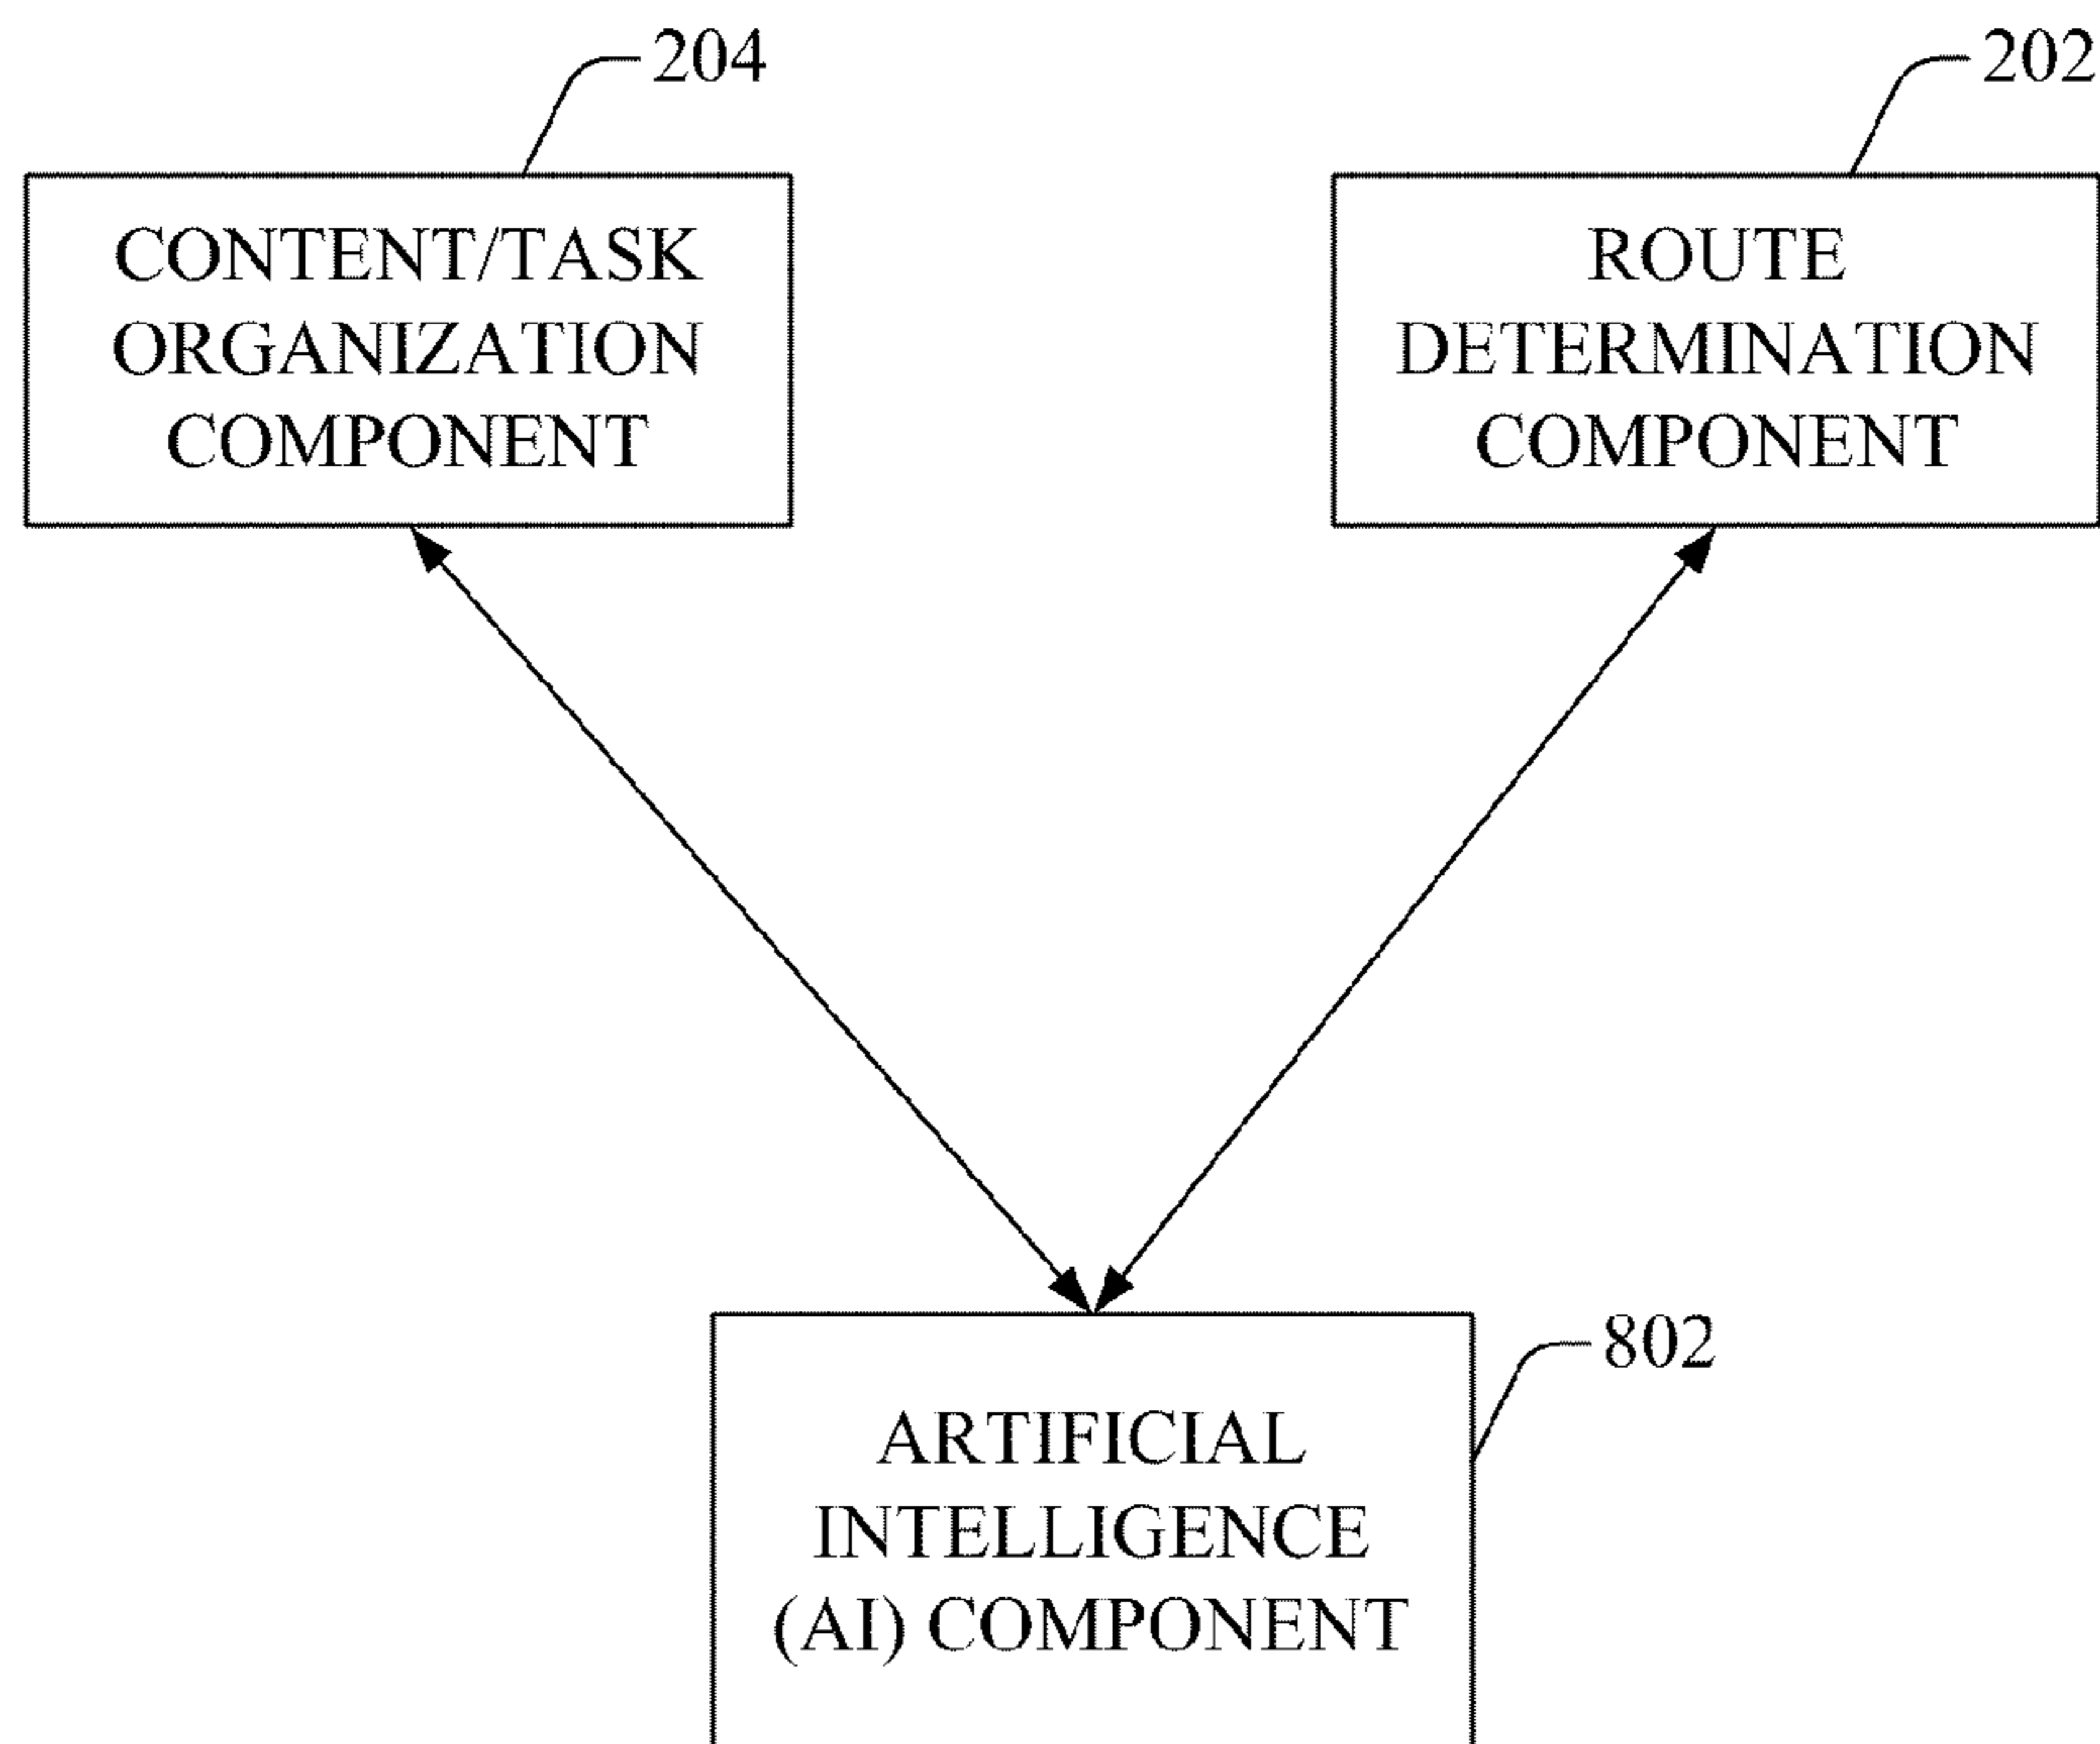 204
202
CONTENT/TASK
ORGANIZATION
COMPONENT
ROUTE
DETERMINATION
COMPONENT
802
ARTIFICIAL
INTELLIGENCE
(AI) COMPONENT